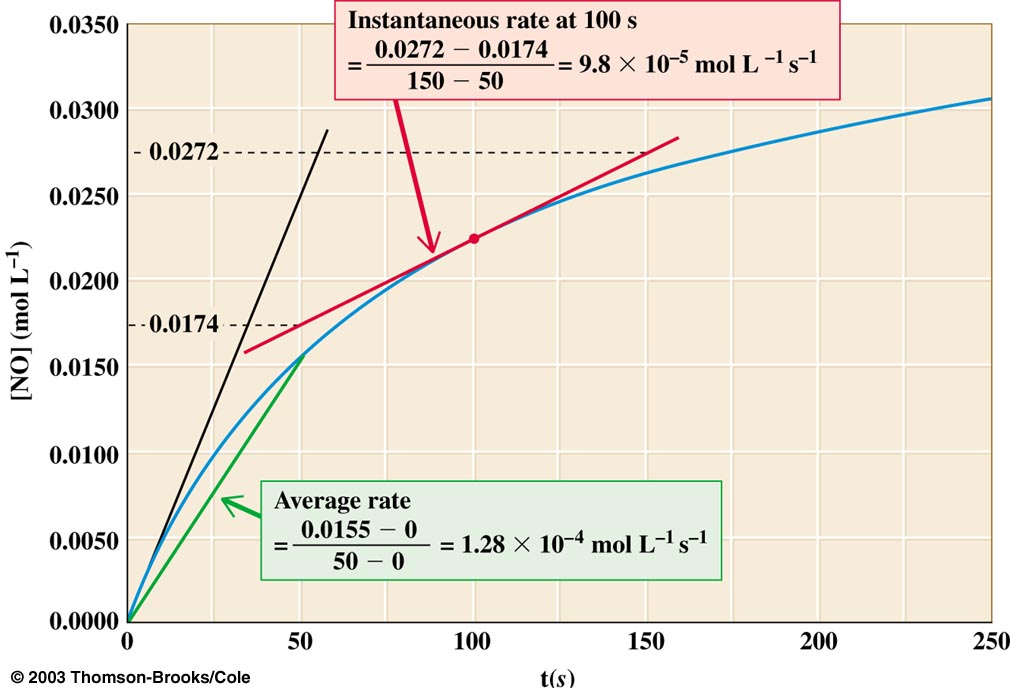 Instantaneous rate at 100 s
= 0.0272 − 0.0174 / 150 − 50 = 9.8 × 10⁻⁵ mol L ⁻¹ s⁻¹
0.0350
0.0300
0.0272
0.0250
0.0200
0.0174
0.0150
0.0100
0.0050
0.0000
[NO] (mol L⁻¹)
Average rate
= 0.0155 − 0 / 50 − 0 = 1.28 × 10⁻⁴ mol L⁻¹ s⁻¹
0 50 100 150 200 250
t(s)
© 2003 Thomson-Brooks/Cole